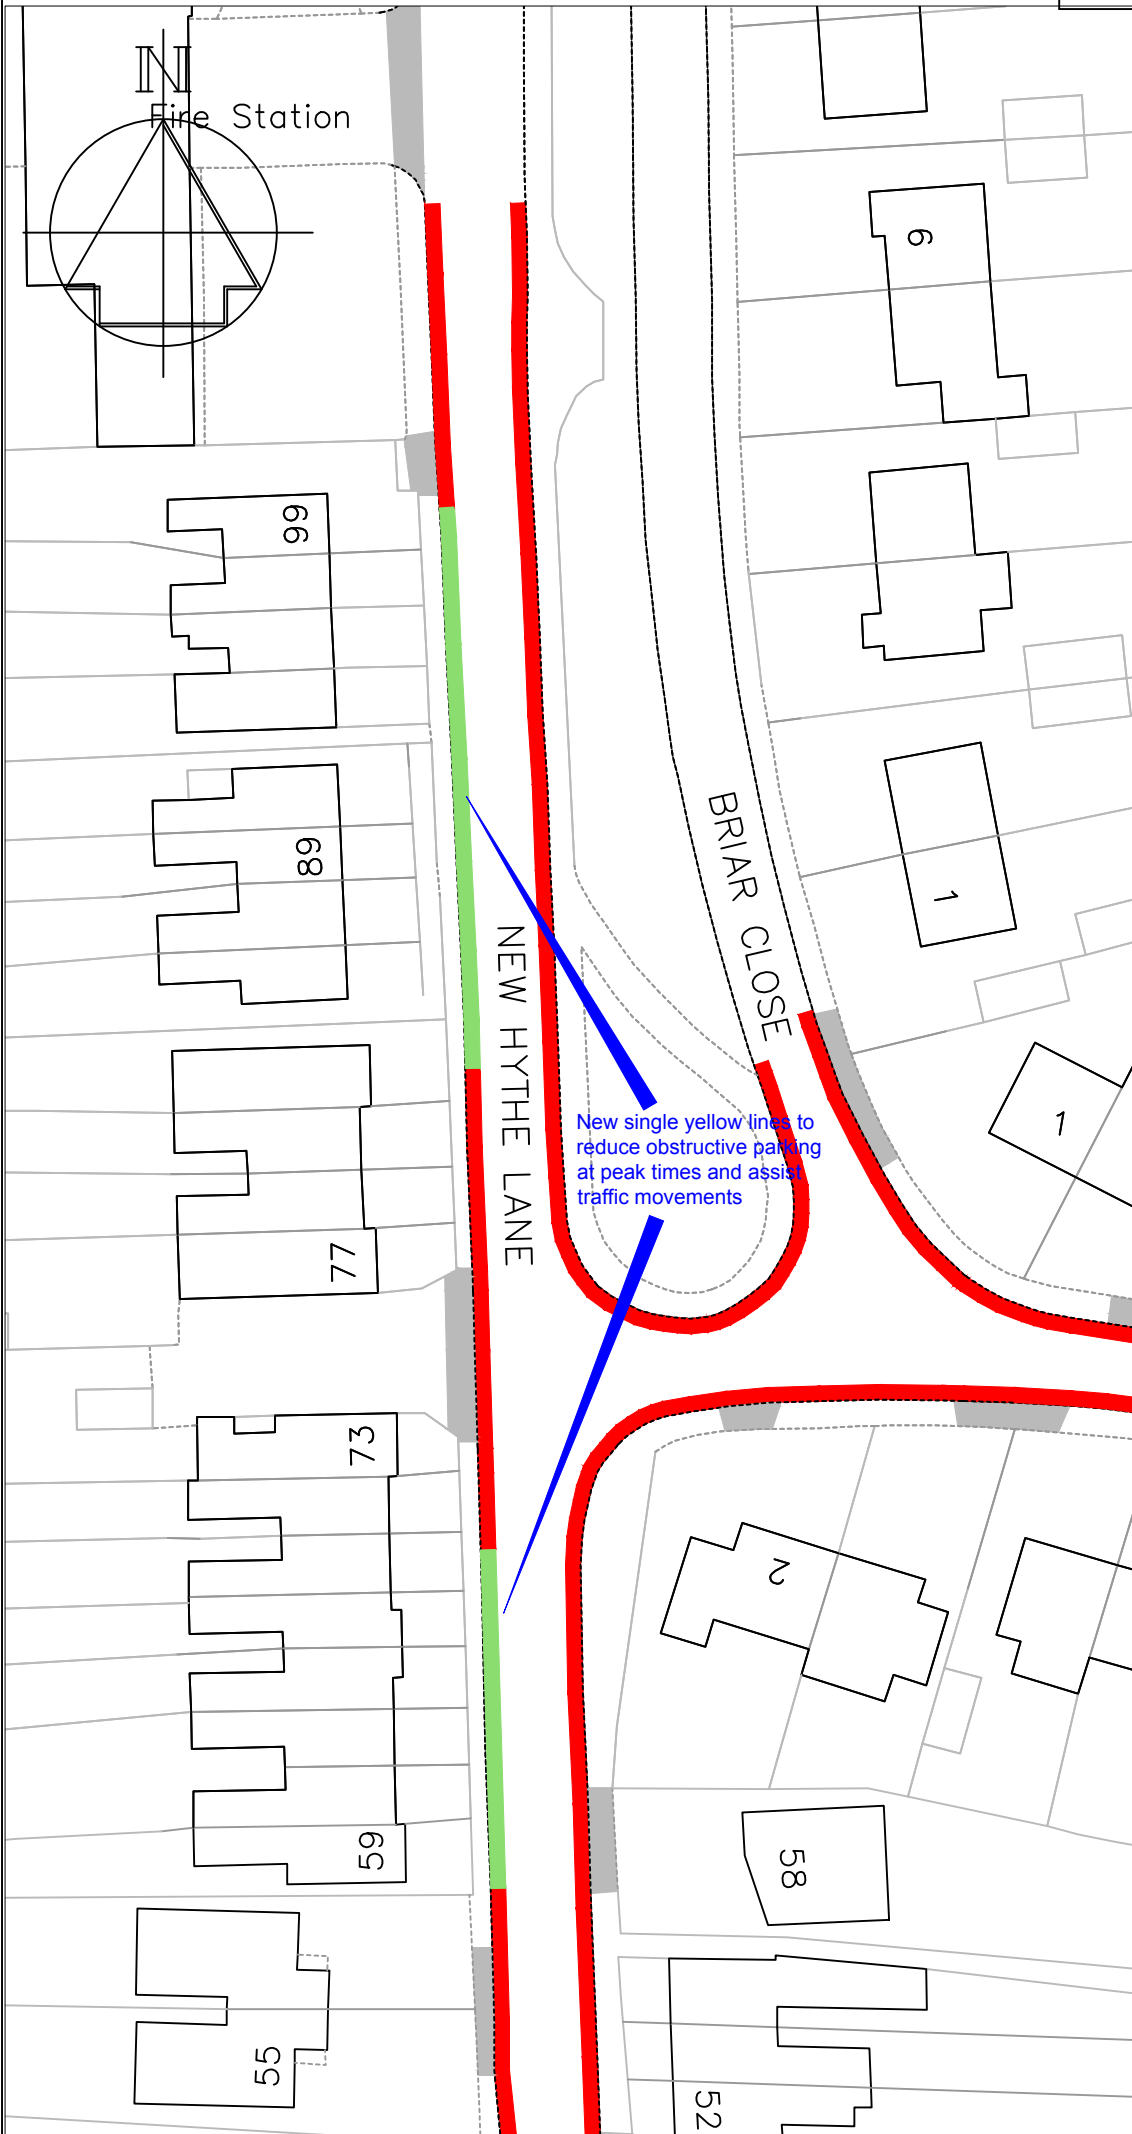 N
Fire Station
6
99
BRIAR CLOSE
89
1
NEW HYTHE LANE
1
New single yellow lines to
reduce obstructive parking
at peak times and assist
traffic movements
77
73
2
59
58
55
52